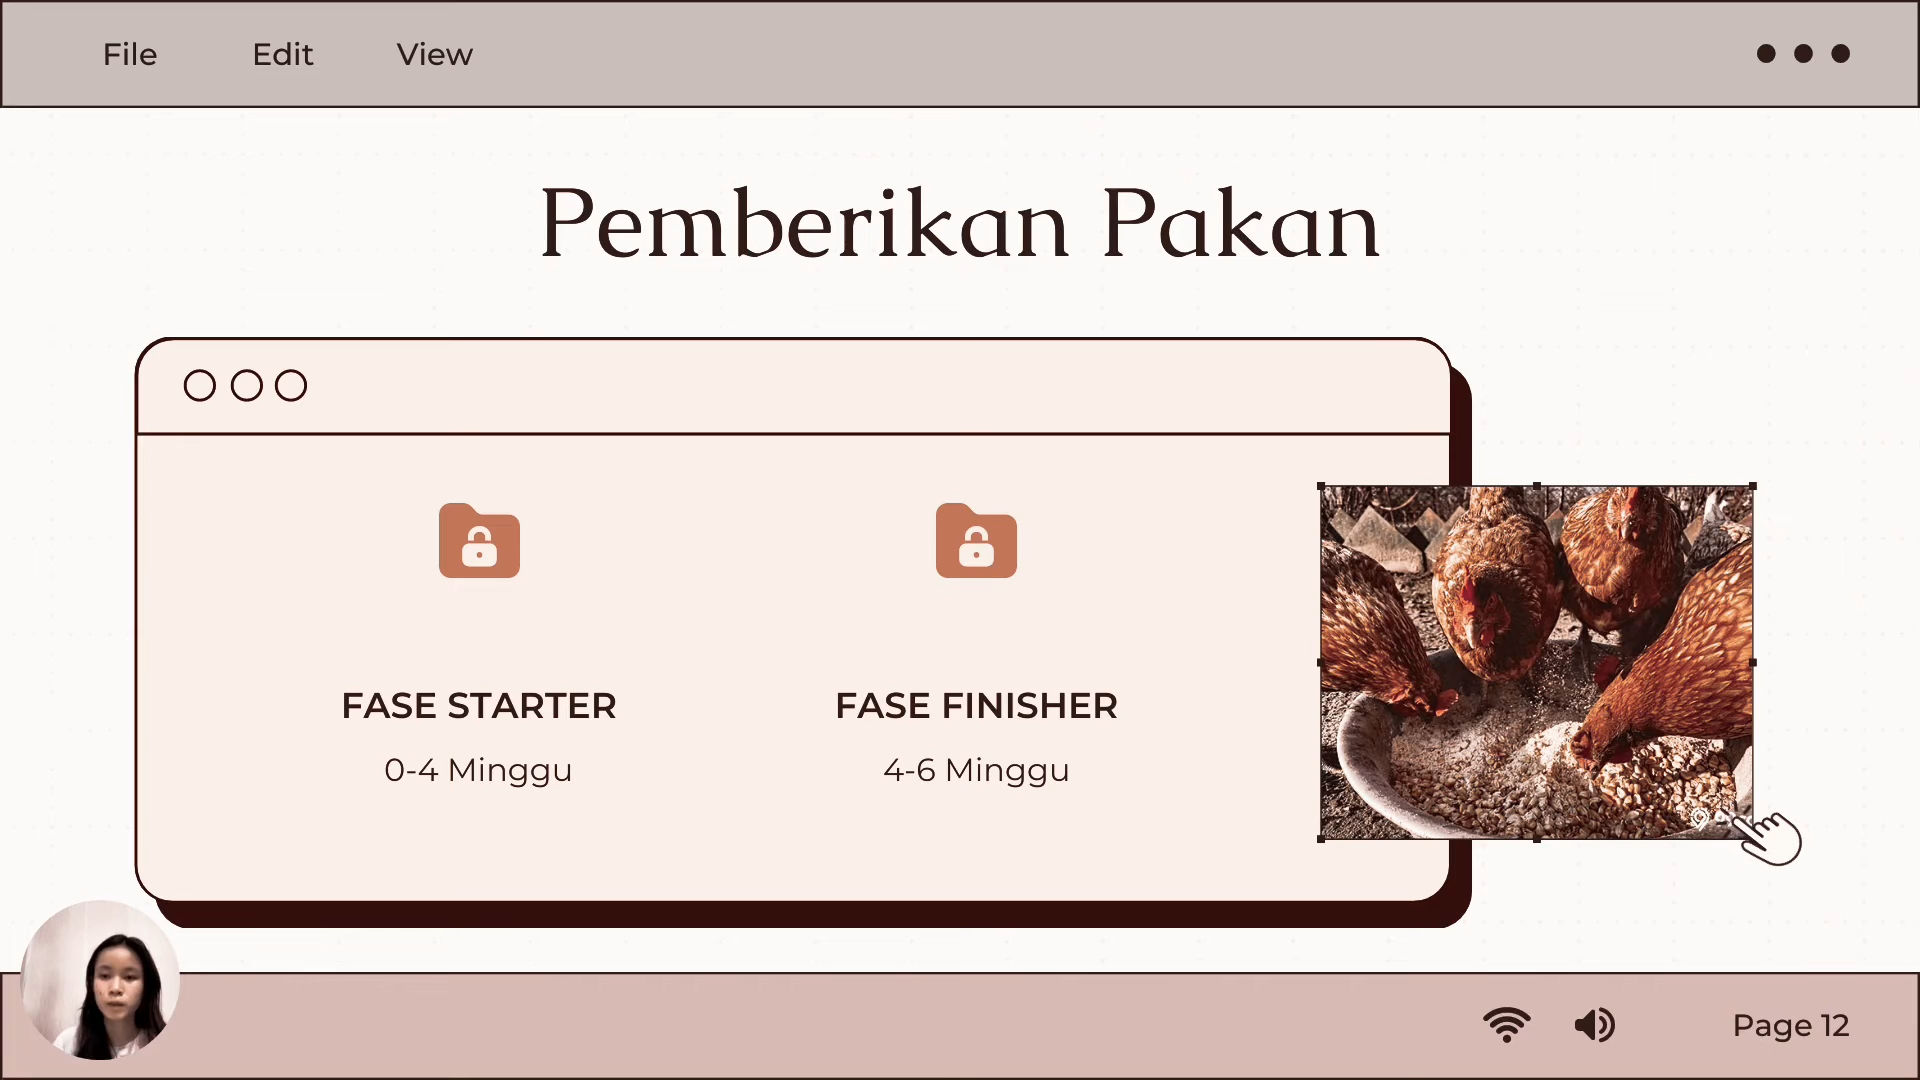 File Edit View
Pemberikan Pakan
FASE STARTER
0-4 Minggu
FASE FINISHER
4-6 Minggu
Page 12